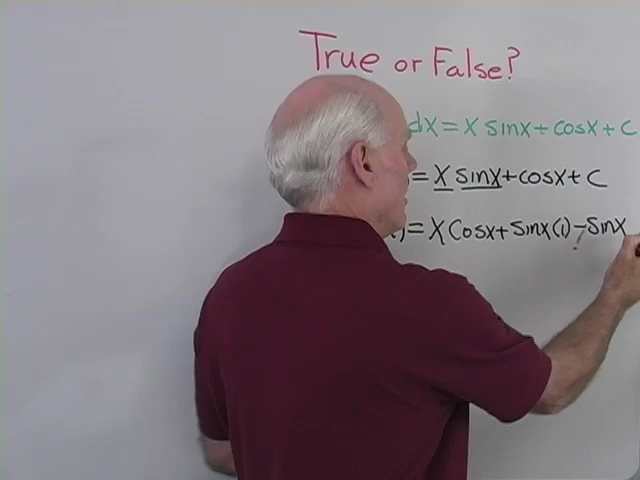 True or False?
dx = x sinx + cosx + C
= x sinx + cosx + C
) = x cosx + sinx(1) - sinx